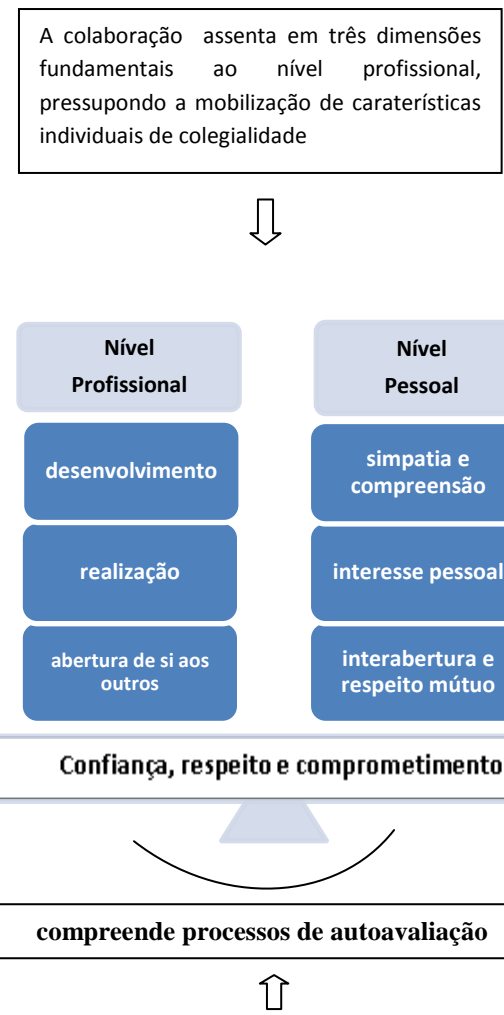 A colaboração assenta em três dimensões
fundamentais ao nível profissional,
pressupondo a mobilização de caraterísticas
individuais de colegialidade
Nível
Profissional
desenvolvimento
realização
abertura de si aos
outros
Nível
Pessoal
simpatia e
compreensão
interesse pessoal
interabertura e
respeito mútuo
Confiança, respeito e comprometimento
compreende processos de autoavaliação